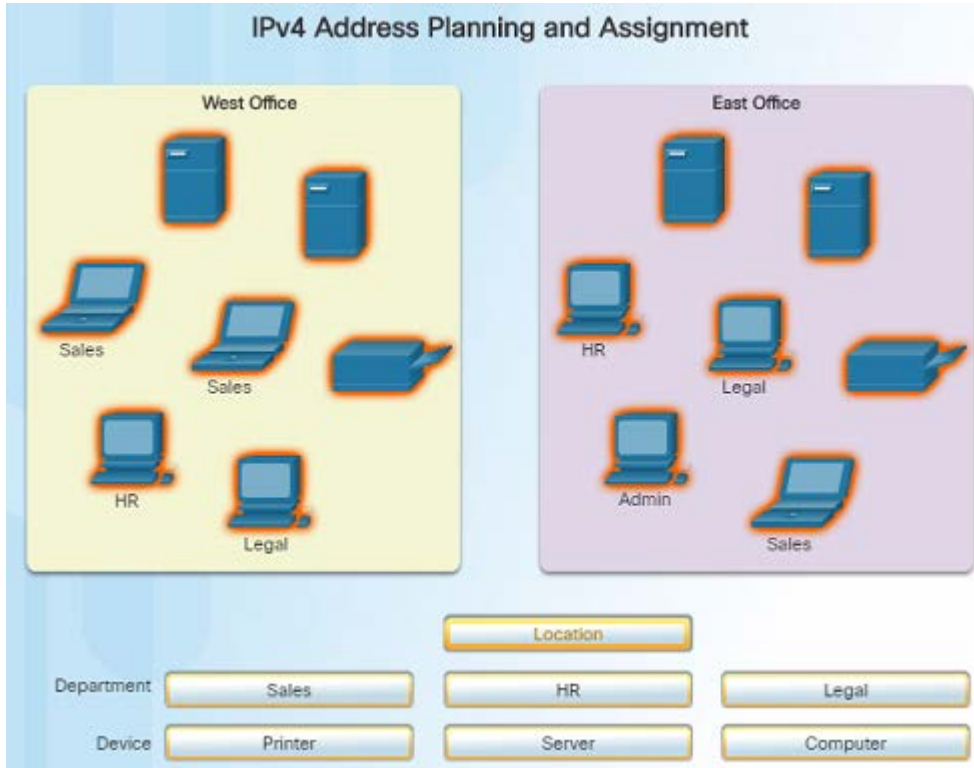 IPv4 Address Planning and Assignment
West Office
East Office
Sales
Sales
HR
Legal
HR
Legal
Admin
Sales
Location
Department Sales HR Legal
Device Printer Server Computer